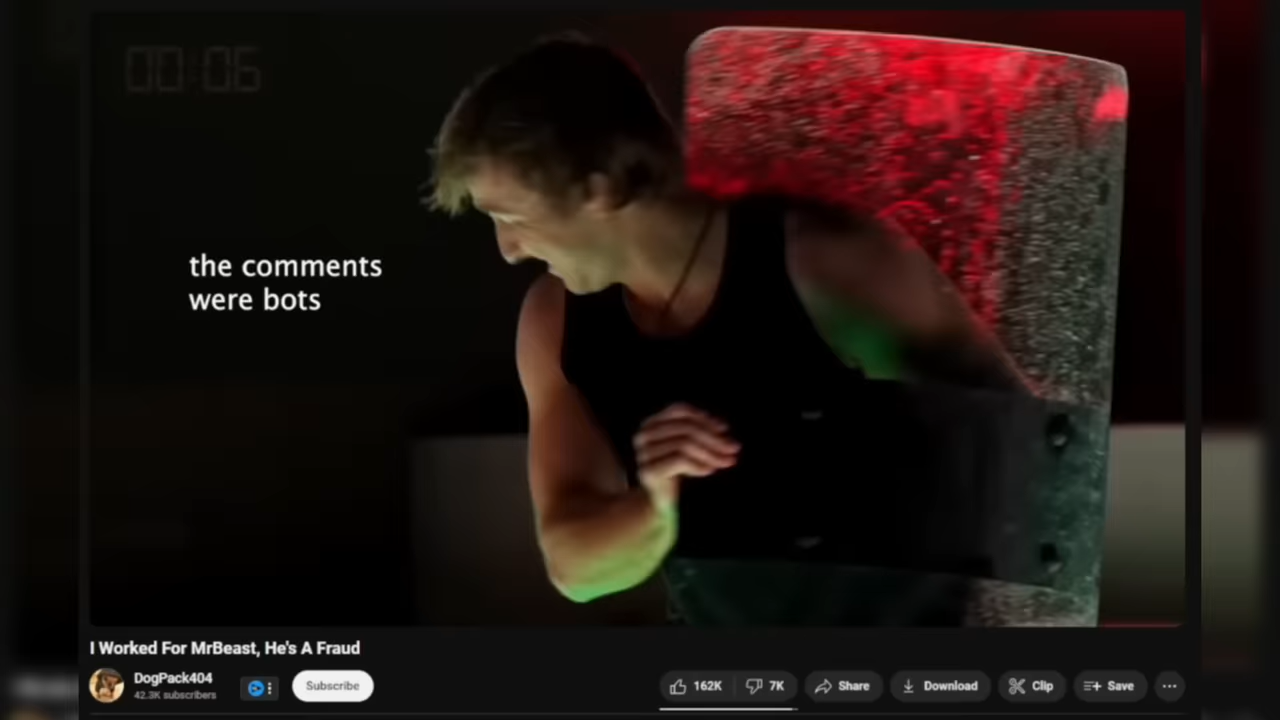 00:06
the comments
were bots
I Worked For MrBeast, He's A Fraud
DogPack404
42.3K subscribers
Subscribe
162K
7K
Share
Download
Clip
Save